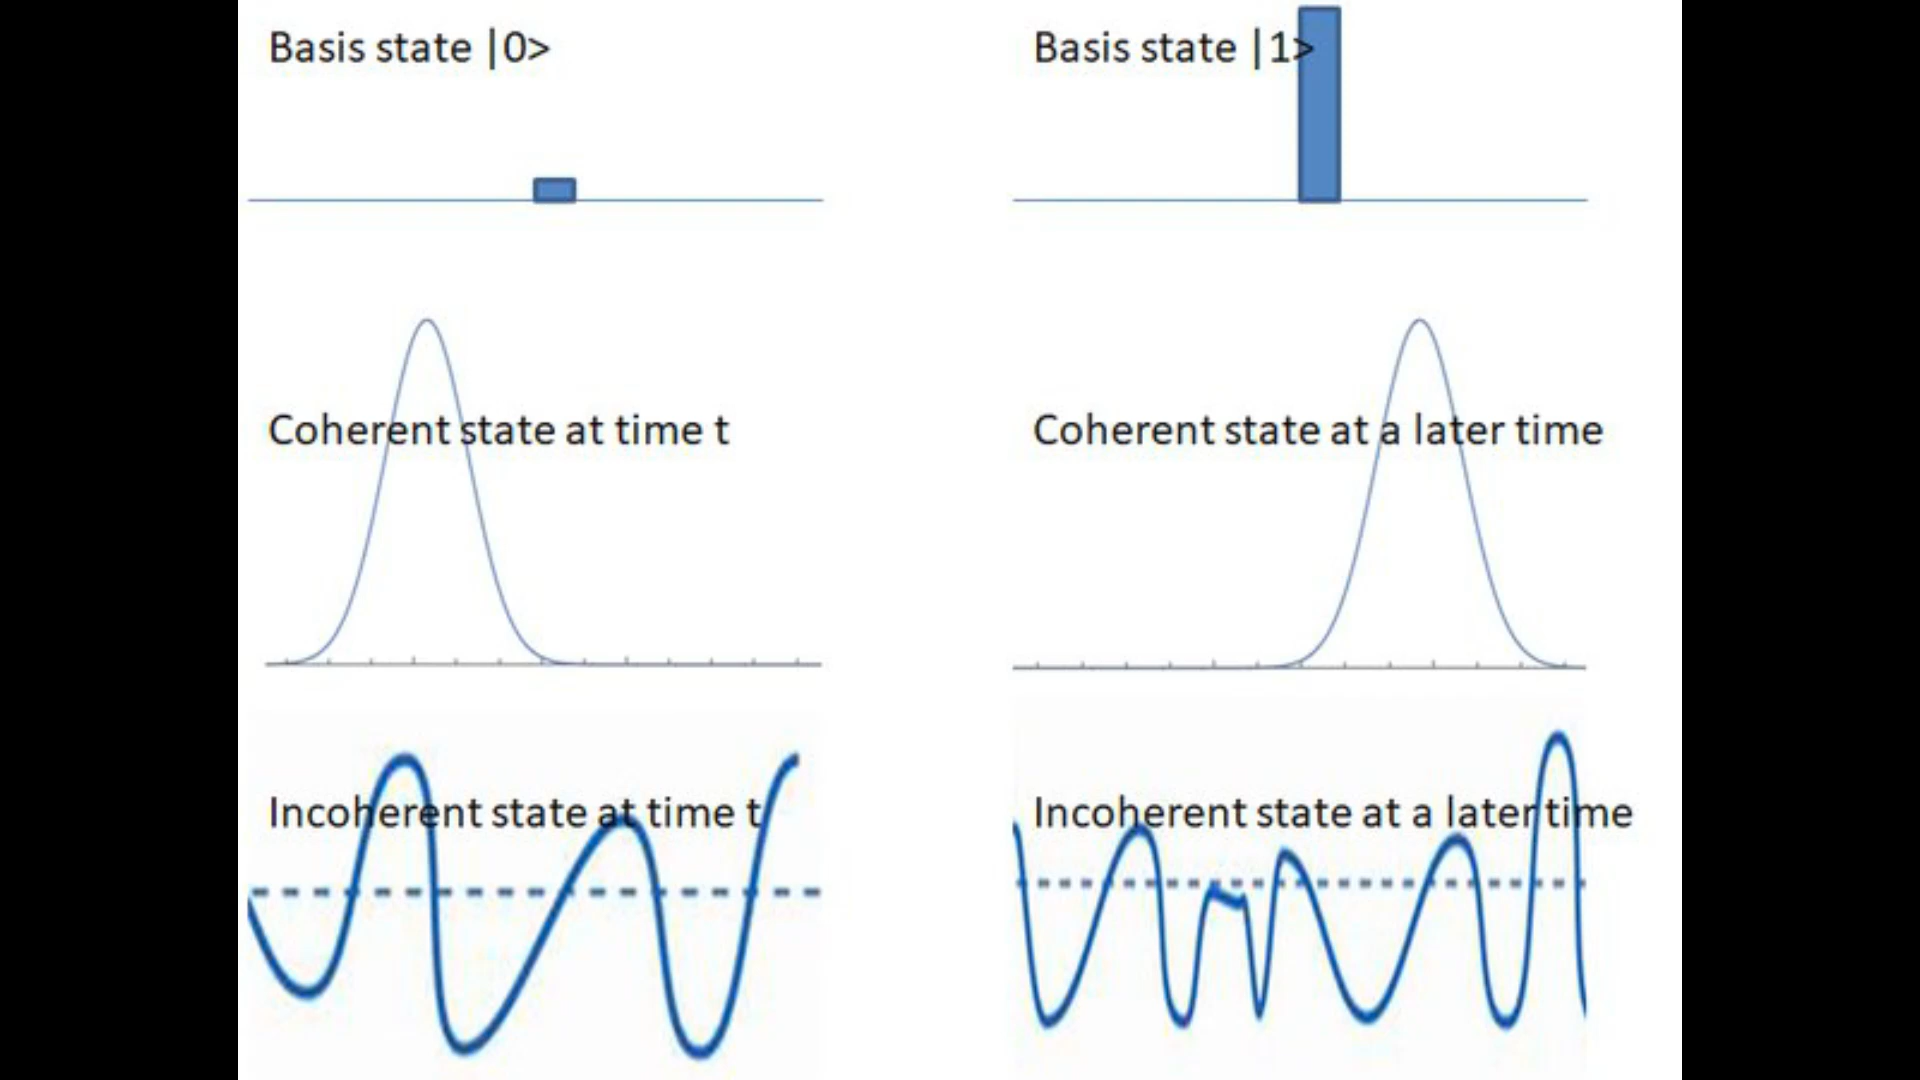 Basis state |0>
Basis state |1>
Coherent state at time t
Coherent state at a later time
Incoherent state at time t
Incoherent state at a later time